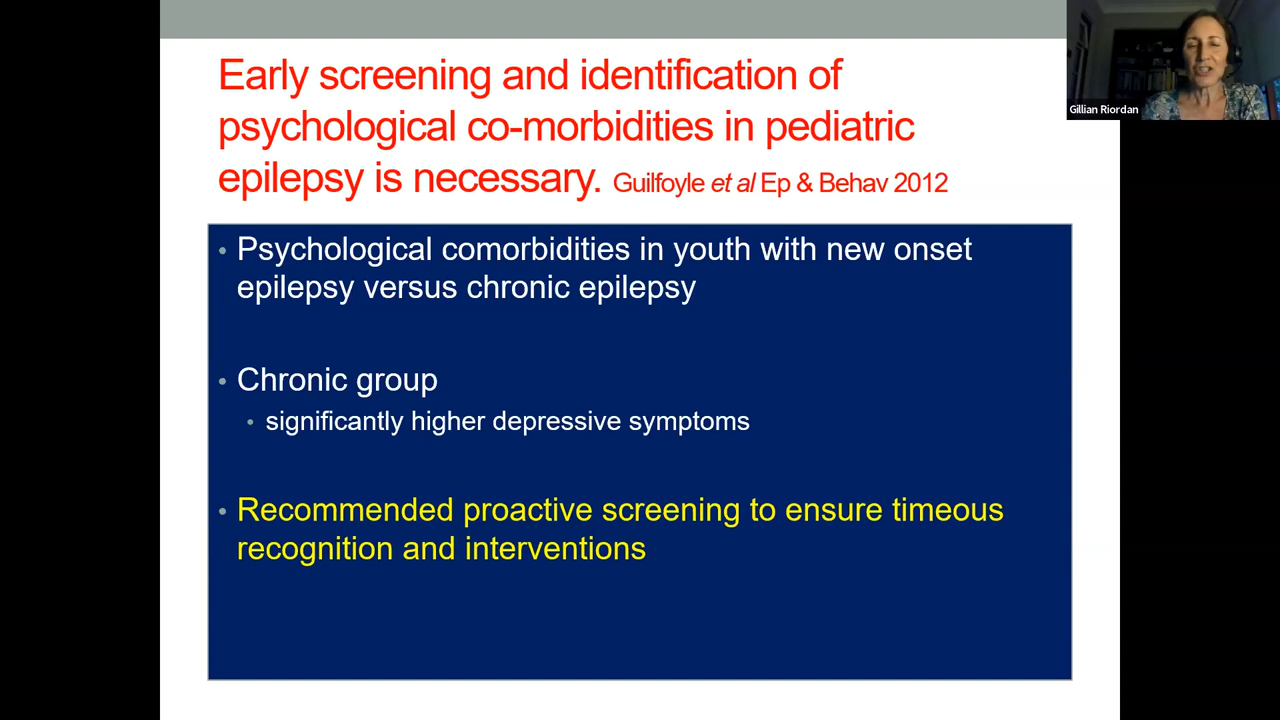 Early screening and identification of
psychological co-morbidities in pediatric
epilepsy is necessary. Guilfoyle et al Ep & Behav 2012
Gillian Riordan
• Psychological comorbidities in youth with new onset
epilepsy versus chronic epilepsy
• Chronic group
• significantly higher depressive symptoms
• Recommended proactive screening to ensure timeous
recognition and interventions